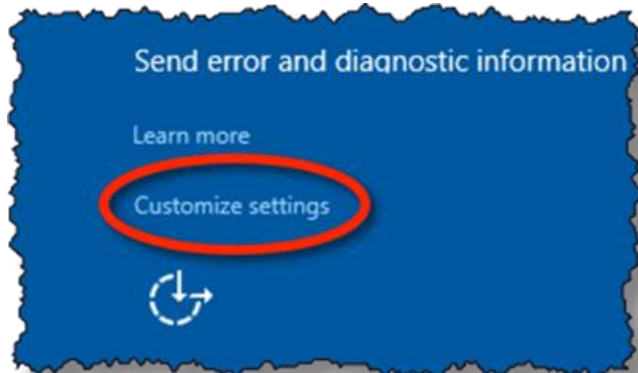 Send error and diagnostic information
Learn more
Customize settings